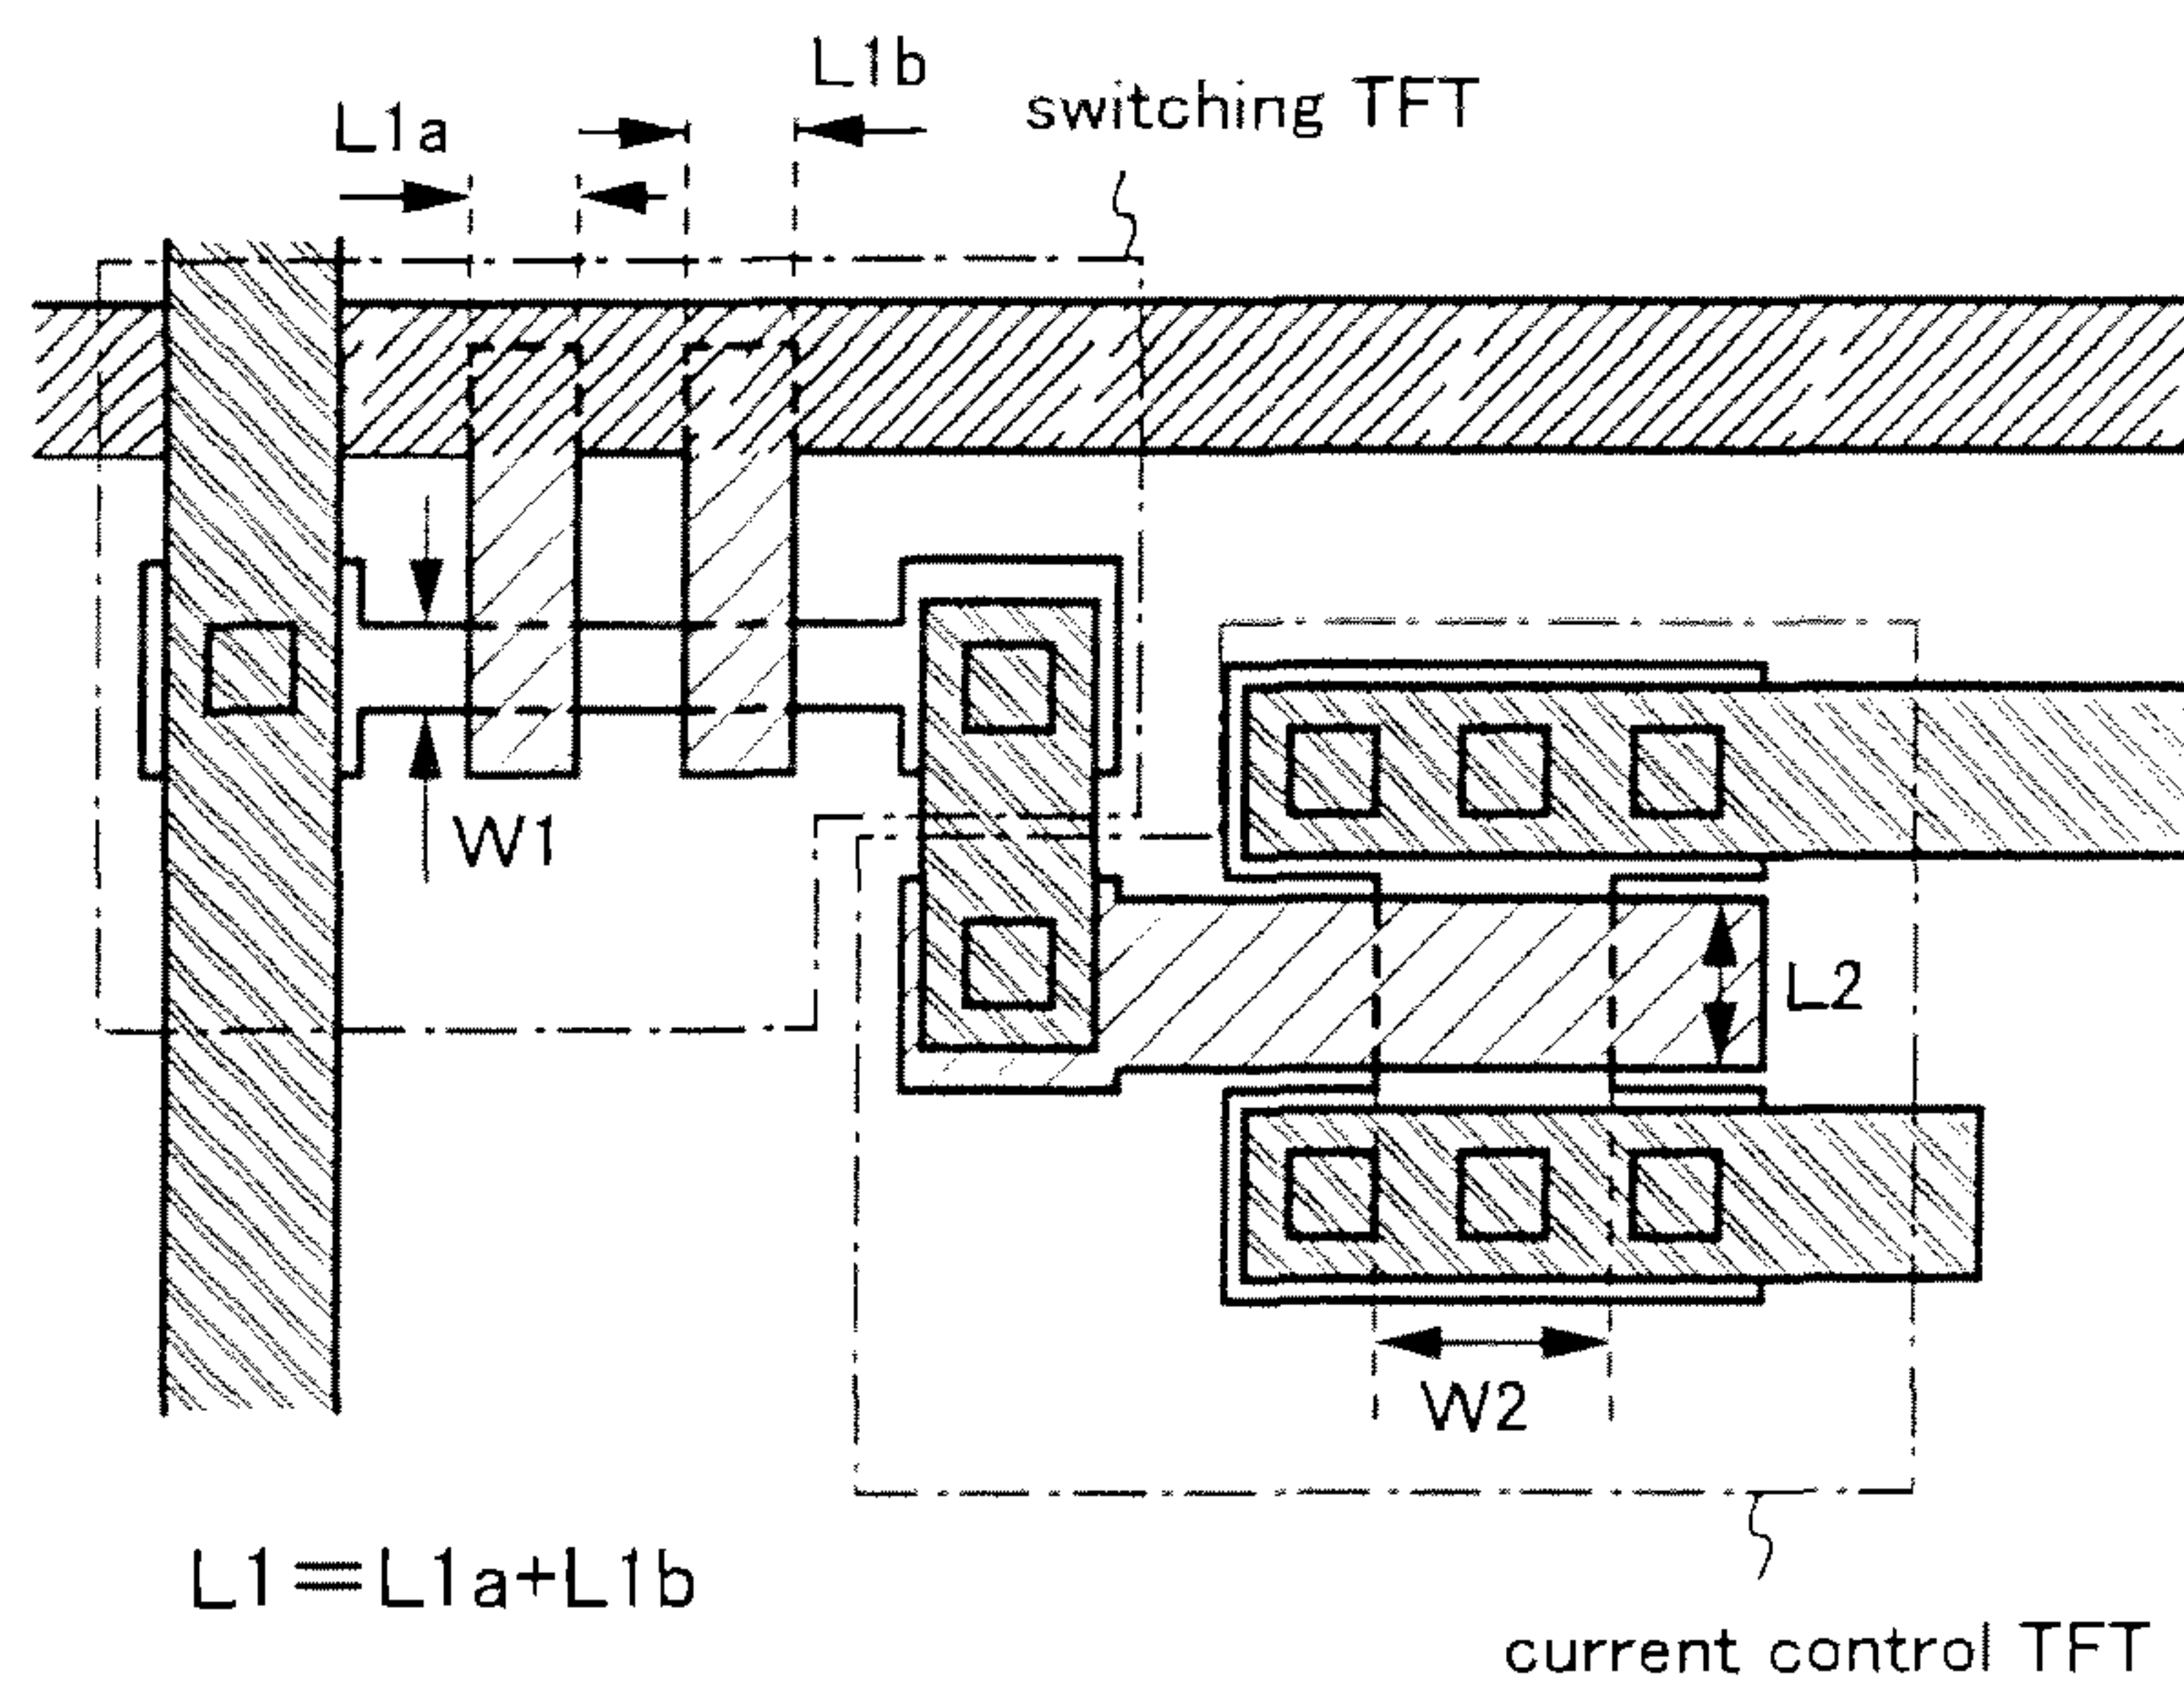 L1b
switching TFT
L1a
W1
L2
W2
L1=L1a+L1b
current control TFT